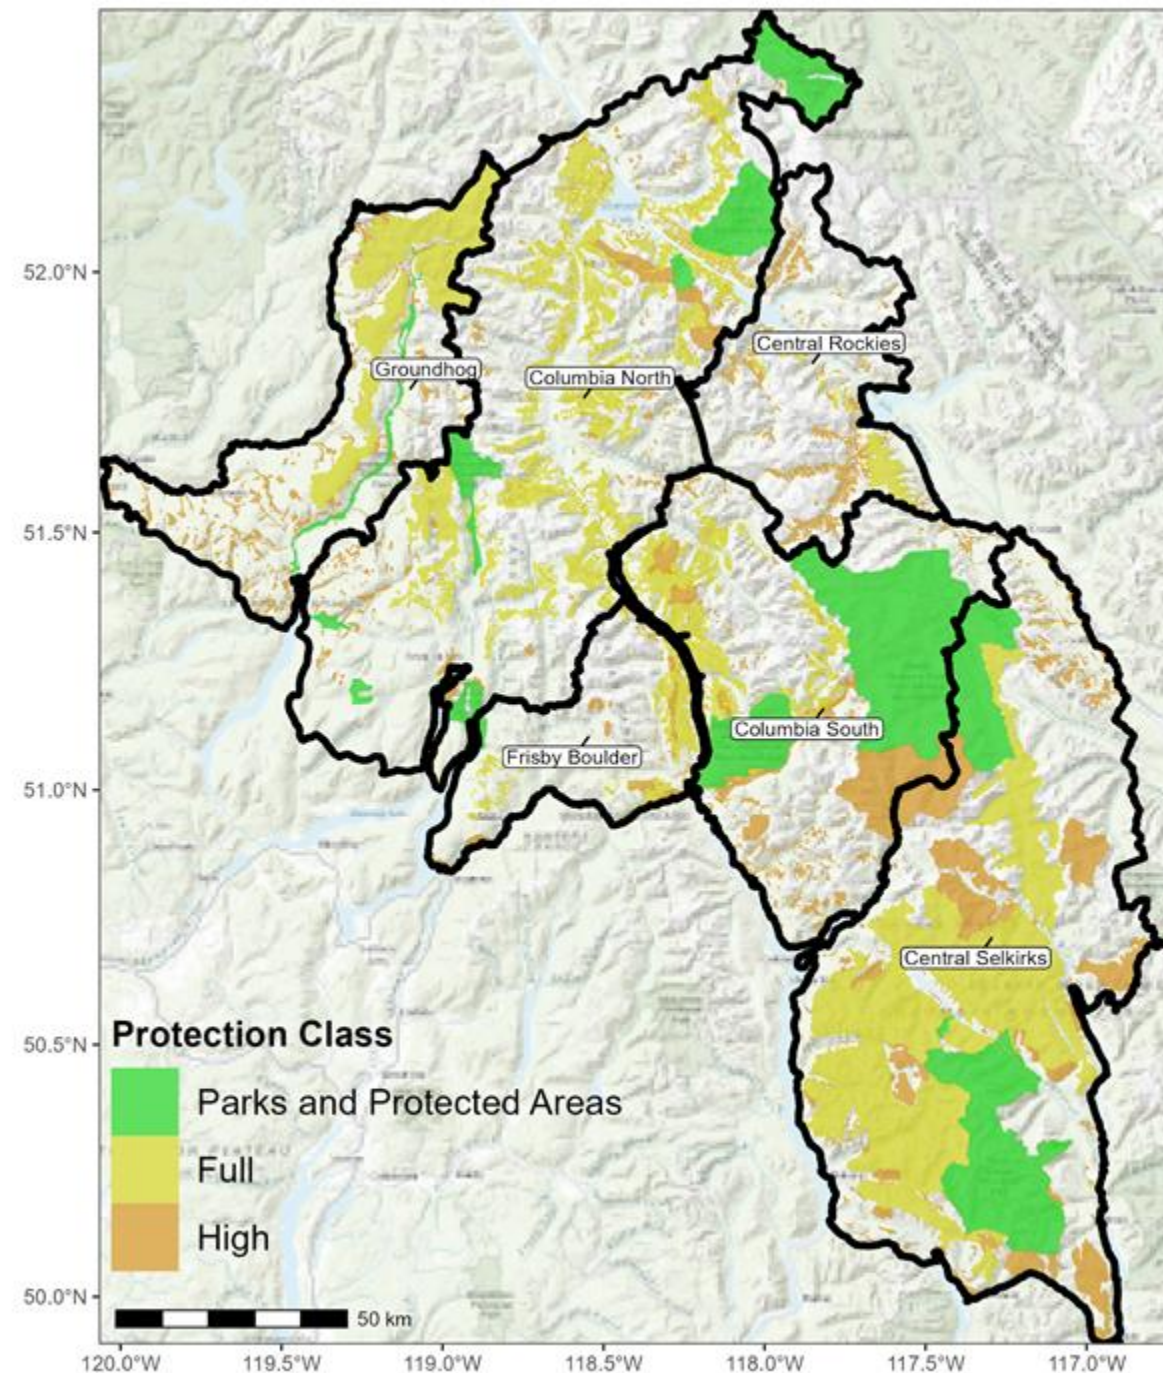 52.0°N
Central Rockies
Groundhog
Columbia North
51.5°N
Columbia South
Frisby Boulder
51.0°N
Central Selkirks
Protection Class
50.5°N
Parks and Protected Areas
Full
High
50.0°N
50 km
120.0°W 119.5°W 119.0°W 118.5°W 118.0°W 117.5°W 117.0°W